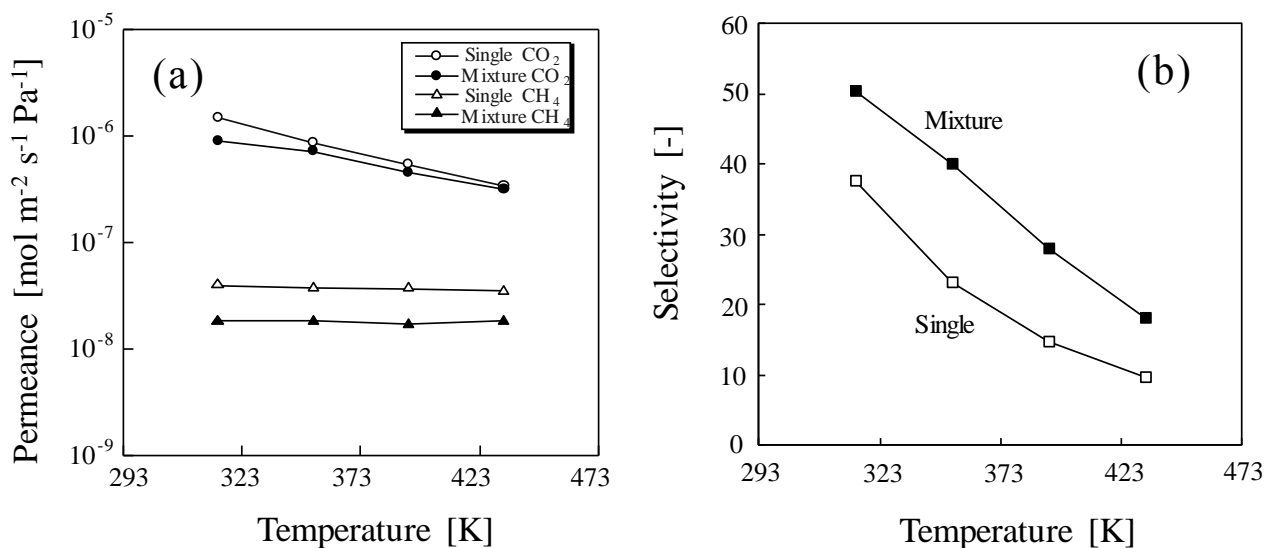 (a)
Single CO2
Mixture CO2
Single CH4
Mixture CH4
10-5
10-6
10-7
10-8
10-9
Permeance [mol m-2 s-1 Pa-1]
293 323 373 423 473
Temperature [K]
(b)
Mixture
Single
60
50
40
30
20
10
0
Selectivity [-]
293 323 373 423 473
Temperature [K]